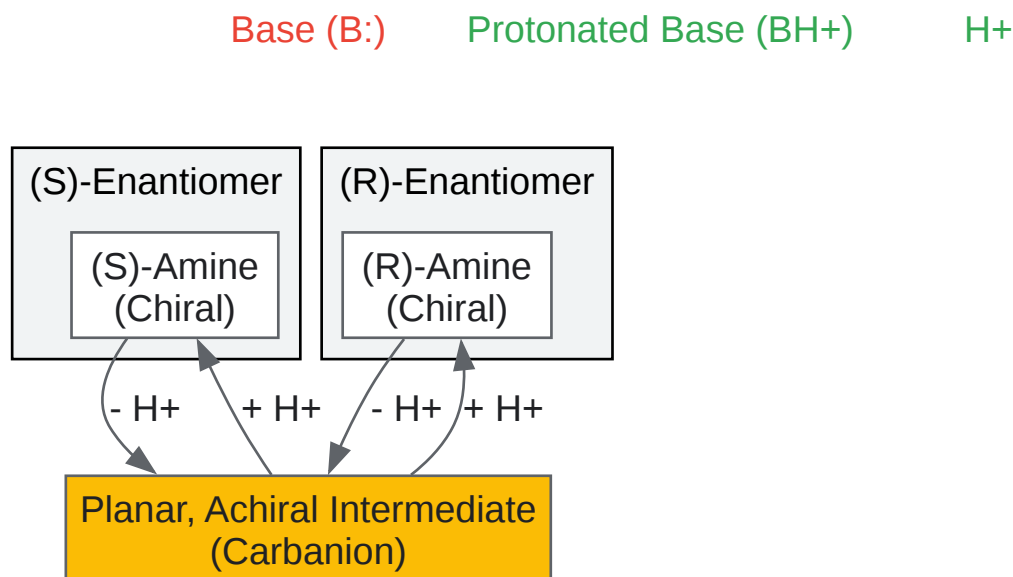 Base (B:) Protonated Base (BH+) H+
(S)-Enantiomer (R)-Enantiomer
(S)-Amine (R)-Amine
(Chiral) (Chiral)
- H+ + H+ - H+ + H+
Planar, Achiral Intermediate
(Carbanion)